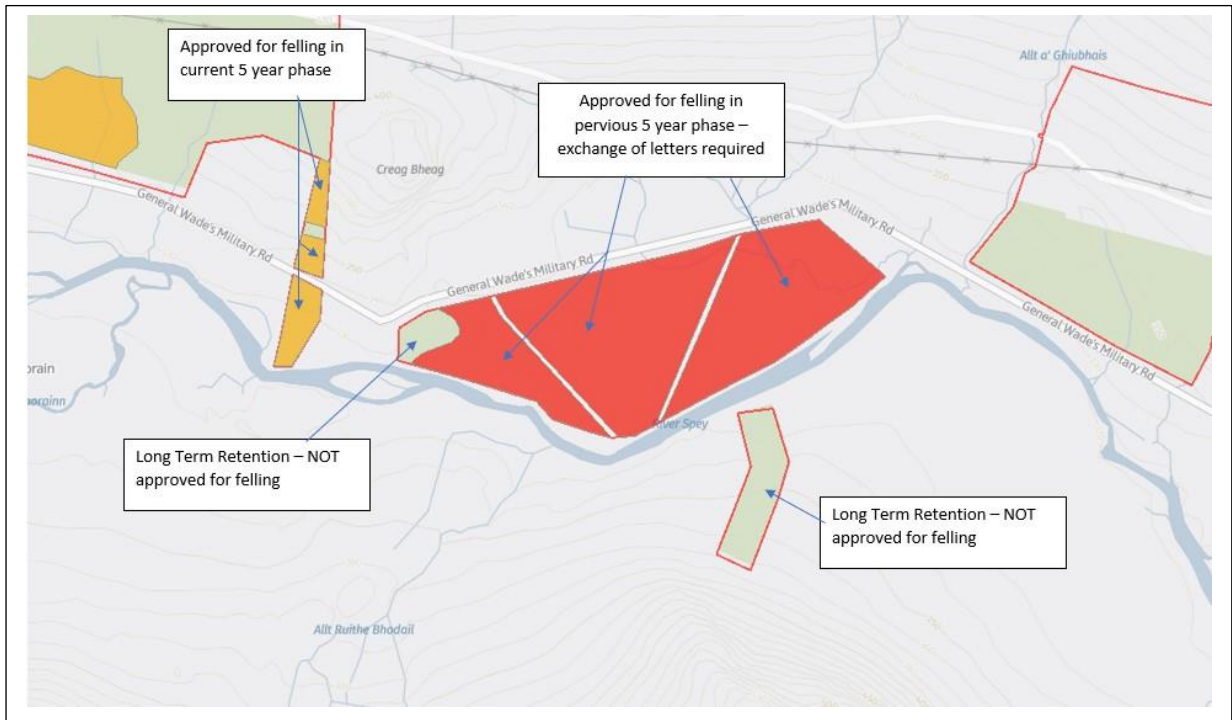 Approved for felling in
current 5 year phase
Approved for felling in
pervious 5 year phase –
exchange of letters required
Allt a' Ghiubhais
Creag Bheag
General Wade's Military Rd
General Wade's Military Rd
General Wade's Military Rd
General Wade's Military Rd
River Spey
Long Term Retention – NOT
approved for felling
Long Term Retention – NOT
approved for felling
Allt Ruithe Bhodail